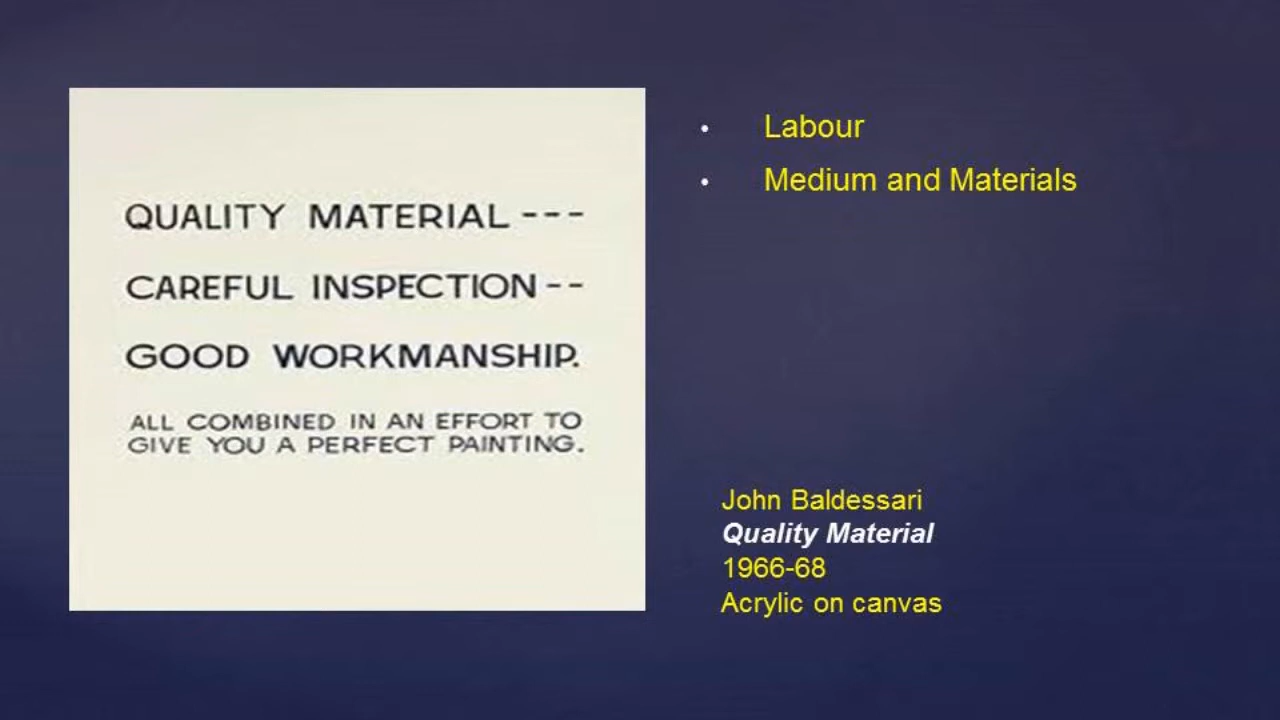 QUALITY MATERIAL ---
CAREFUL INSPECTION --
GOOD WORKMANSHIP.
ALL COMBINED IN AN EFFORT TO
GIVE YOU A PERFECT PAINTING.
• Labour
• Medium and Materials
John Baldessari
Quality Material
1966-68
Acrylic on canvas